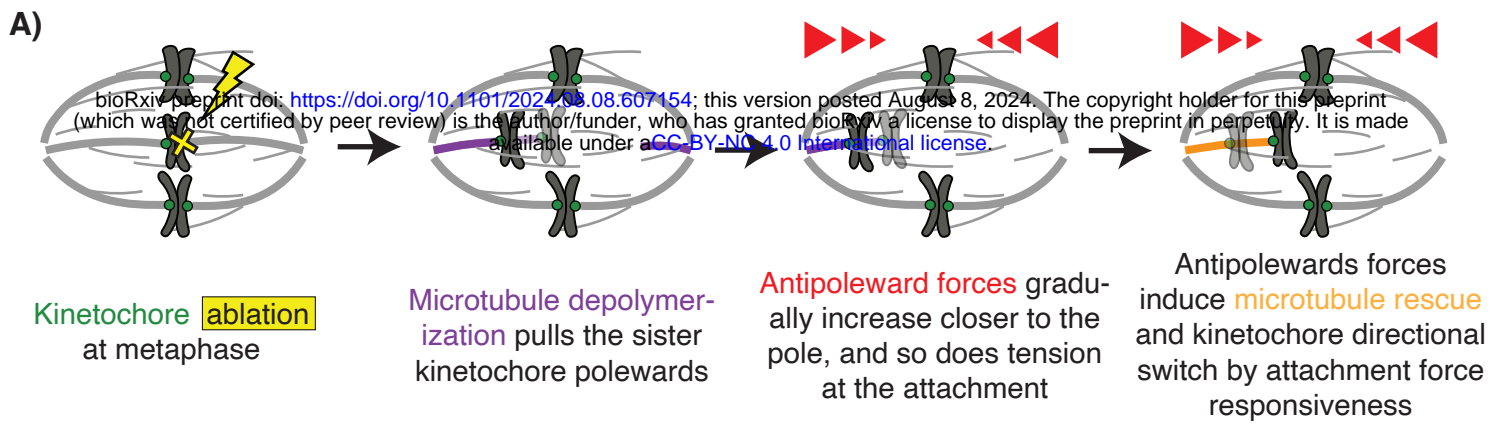 A)
bioRxiv preprint doi: https://doi.org/10.1101/2024.08.08.607154; this version posted August 8, 2024. The copyright holder for this preprint
(which was not certified by peer review) is the author/funder, who has granted bioRxiv a license to display the preprint in perpetuity. It is made
available under aCC-BY-NC 4.0 International license.
Kinetochore ablation
at metaphase
Microtubule depolymer-
ization pulls the sister
kinetochore polewards
Antipoleward forces gradu-
ally increase closer to the
pole, and so does tension
at the attachment
Antipolewards forces
induce microtubule rescue
and kinetochore directional
switch by attachment force
responsiveness